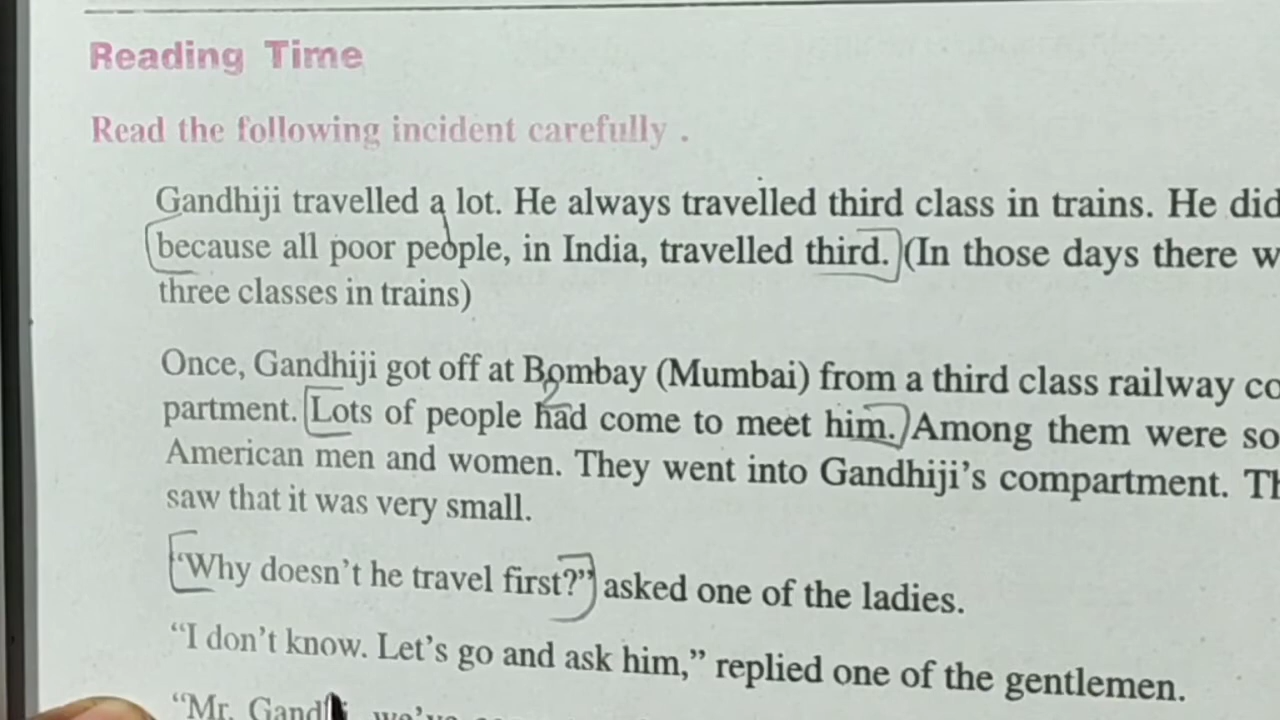 Reading Time
Read the following incident carefully .
Gandhiji travelled a lot. He always travelled third class in trains. He did
because all poor people, in India, travelled third. (In those days there
three classes in trains)
Once, Gandhiji got off at Bombay (Mumbai) from a third class railway
partment. Lots of people had come to meet him. Among them were
American men and women. They went into Gandhiji's compartment.
saw that it was very small.
"Why doesn't he travel first?" asked one of the ladies.
"I don't know. Let's go and ask him," replied one of the gentlemen.
"Mr.